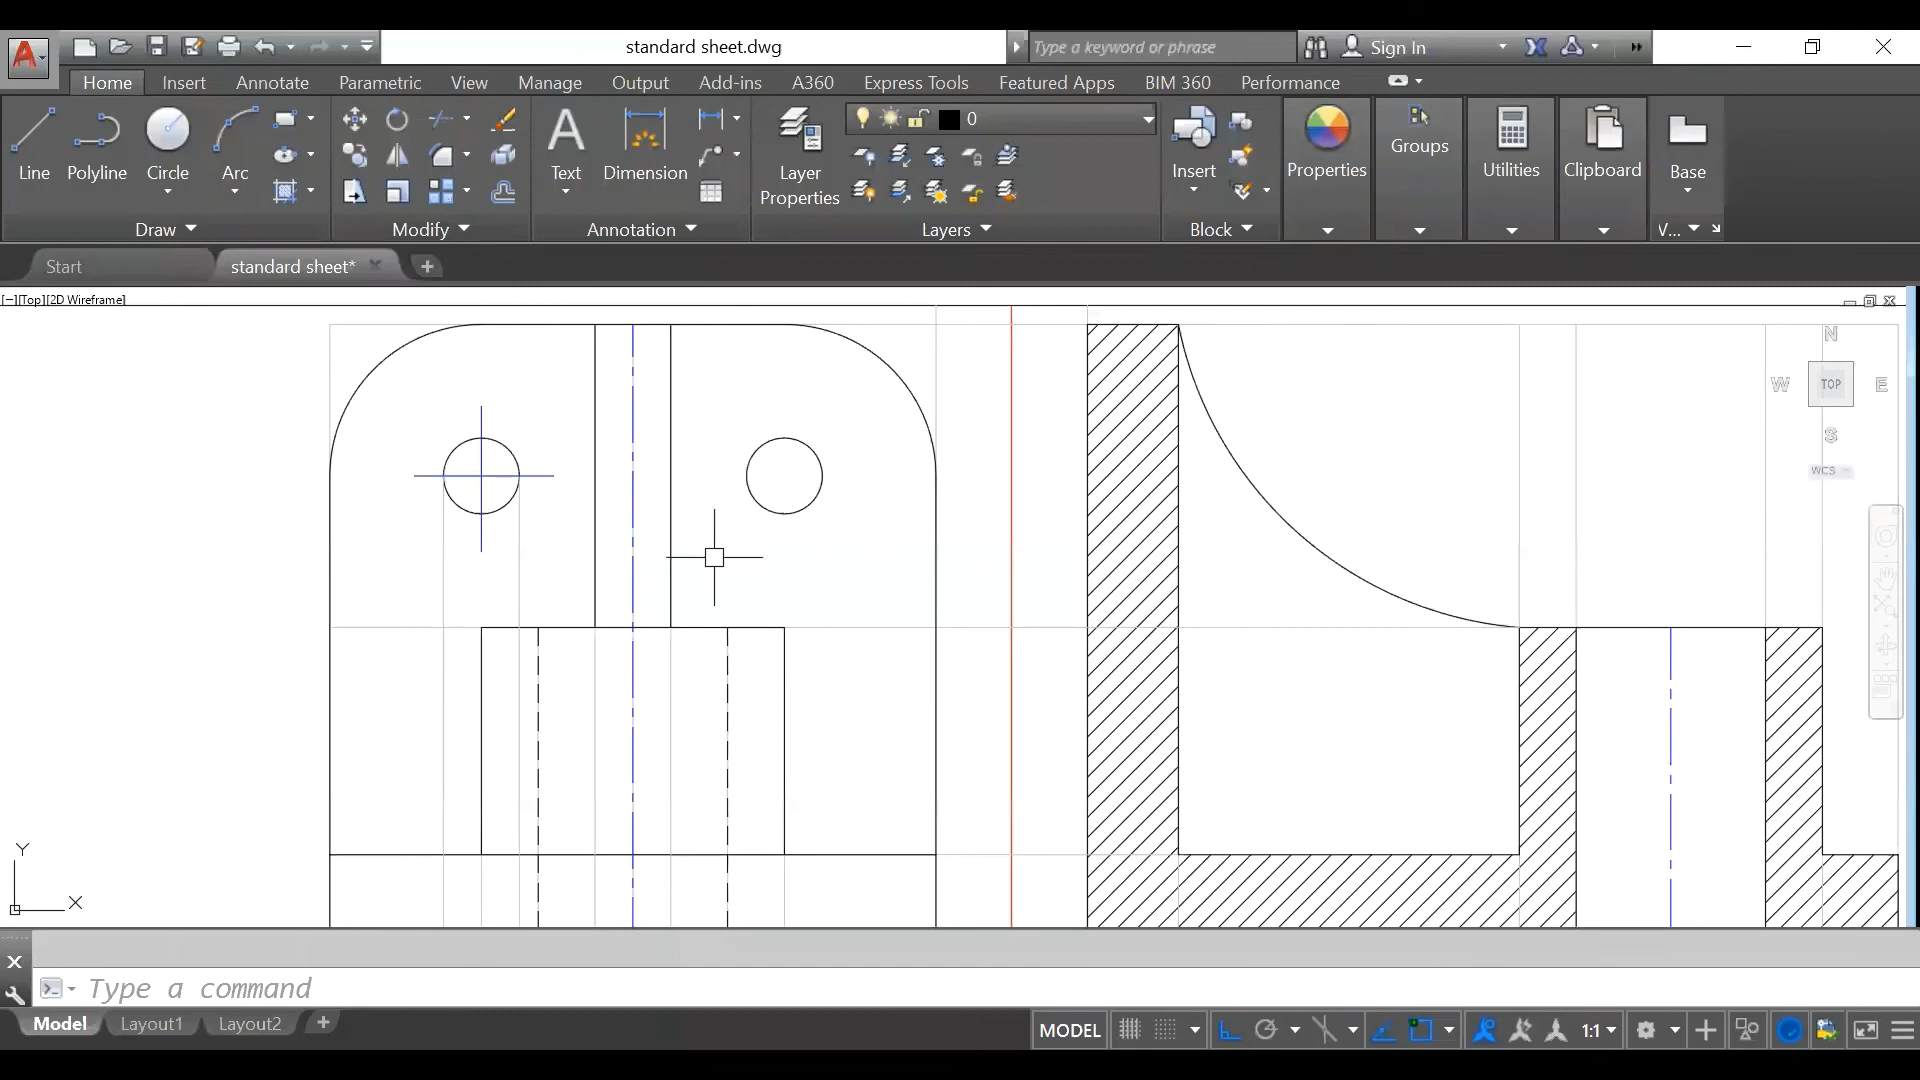 standard sheet.dwg
Type a keyword or phrase
Sign In
Home Insert Annotate Parametric View Manage Output Add-ins A360 Express Tools Featured Apps BIM 360 Performance
0
Line Polyline Circle Arc
Text Dimension
Layer Properties
Insert
Properties
Groups
Utilities
Clipboard
Base
Draw Modify Annotation Layers Block V...
Start standard sheet*
[−][Top][2D Wireframe]
N
W TOP E
S
WCS
Y
X
Type a command
Model Layout1 Layout2
MODEL 1:1